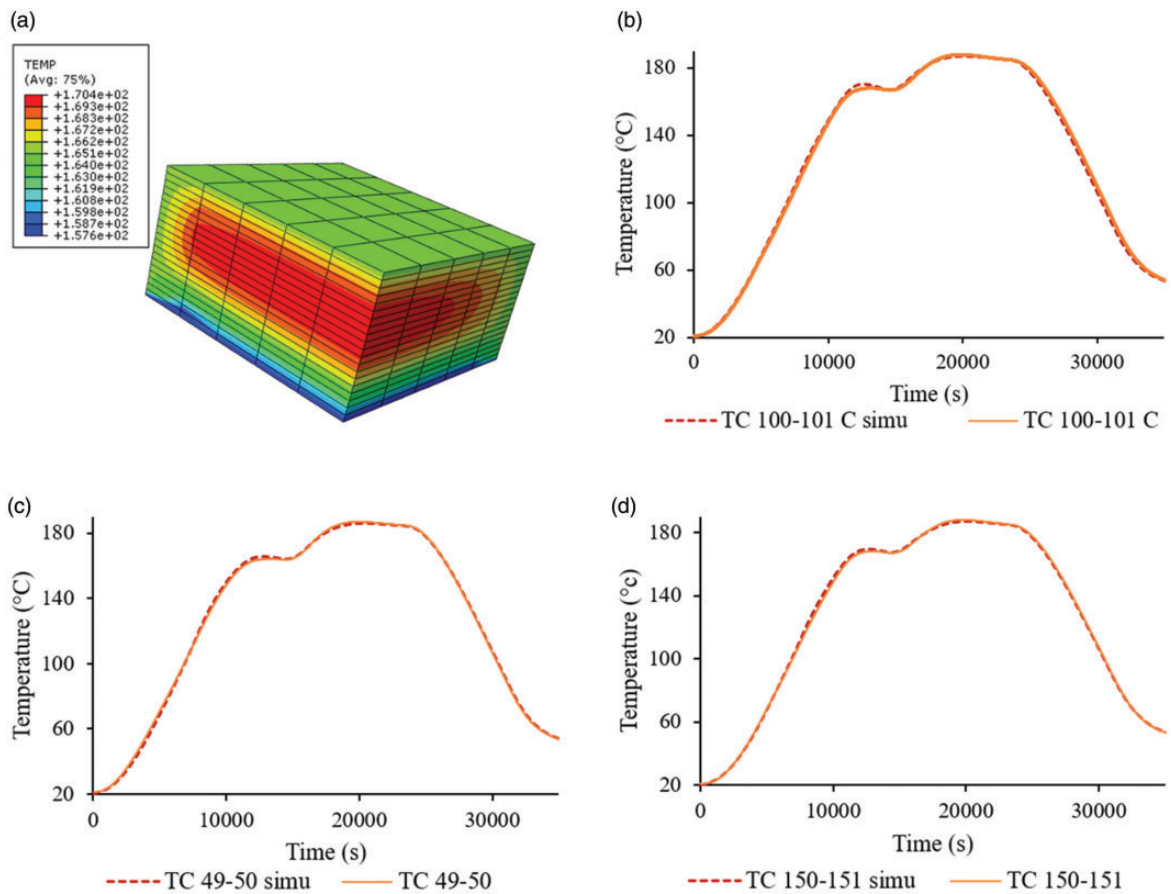 (a)
TEMP
(Avg: 75%)
+1.704e+02
+1.693e+02
+1.683e+02
+1.672e+02
+1.662e+02
+1.651e+02
+1.640e+02
+1.630e+02
+1.619e+02
+1.608e+02
+1.598e+02
+1.587e+02
+1.576e+02
(b)
Temperature (°C)
180
140
100
60
20
0 10000 20000 30000
Time (s)
TC 100-101 C simu TC 100-101 C
(c)
Temperature (°C)
180
140
100
60
20
0 10000 20000 30000
Time (s)
TC 49-50 simu TC 49-50
(d)
Temperature (°c)
180
140
100
60
20
0 10000 20000 30000
Time (s)
TC 150-151 simu TC 150-151